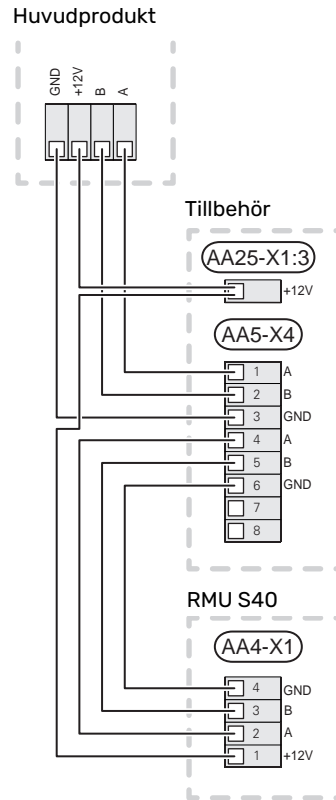 Huvudprodukt
GND +12V B A
Tillbehör
AA25-X1:3
+12V
AA5-X4
1 A
2 B
3 GND
4 A
5 B
6 GND
7
8
RMU S40
AA4-X1
4 GND
3 B
2 A
1 +12V